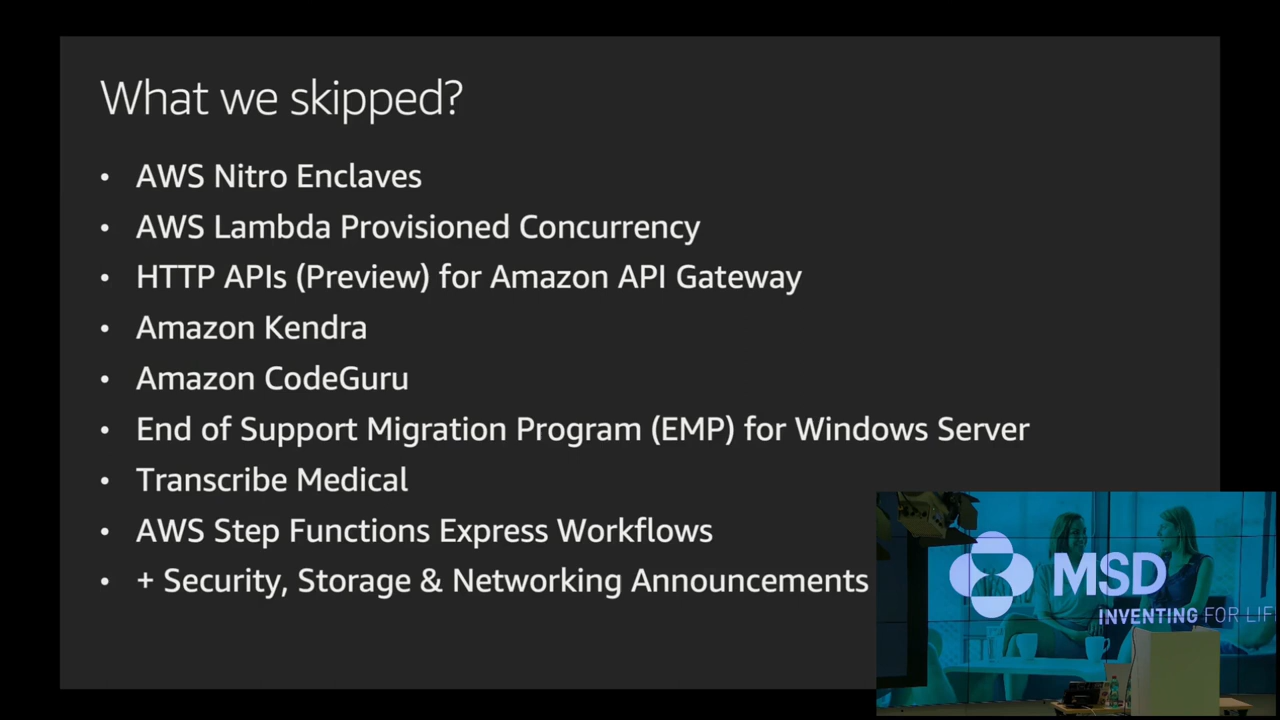 What we skipped?
• AWS Nitro Enclaves
• AWS Lambda Provisioned Concurrency
• HTTP APIs (Preview) for Amazon API Gateway
• Amazon Kendra
• Amazon CodeGuru
• End of Support Migration Program (EMP) for Windows Server
• Transcribe Medical
• AWS Step Functions Express Workflows
• + Security, Storage & Networking Announcements
MSD
INVENTING FOR LIF